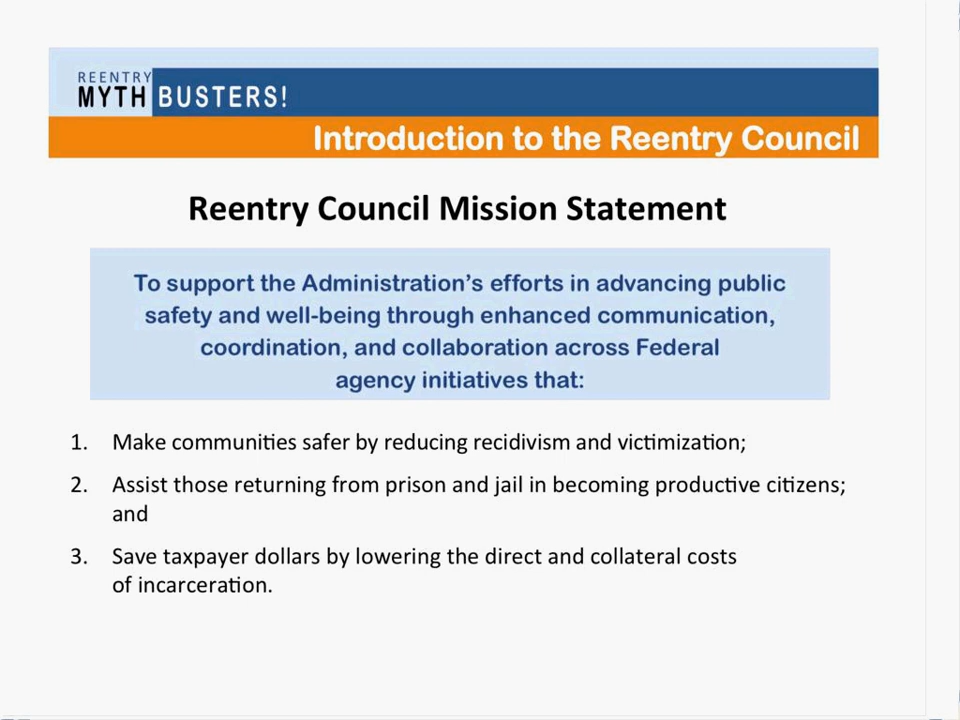 REENTRY
MYTH BUSTERS!
Introduction to the Reentry Council
Reentry Council Mission Statement
To support the Administration’s efforts in advancing public
safety and well-being through enhanced communication,
coordination, and collaboration across Federal
agency initiatives that:
1. Make communities safer by reducing recidivism and victimization;
2. Assist those returning from prison and jail in becoming productive citizens;
and
3. Save taxpayer dollars by lowering the direct and collateral costs
of incarceration.